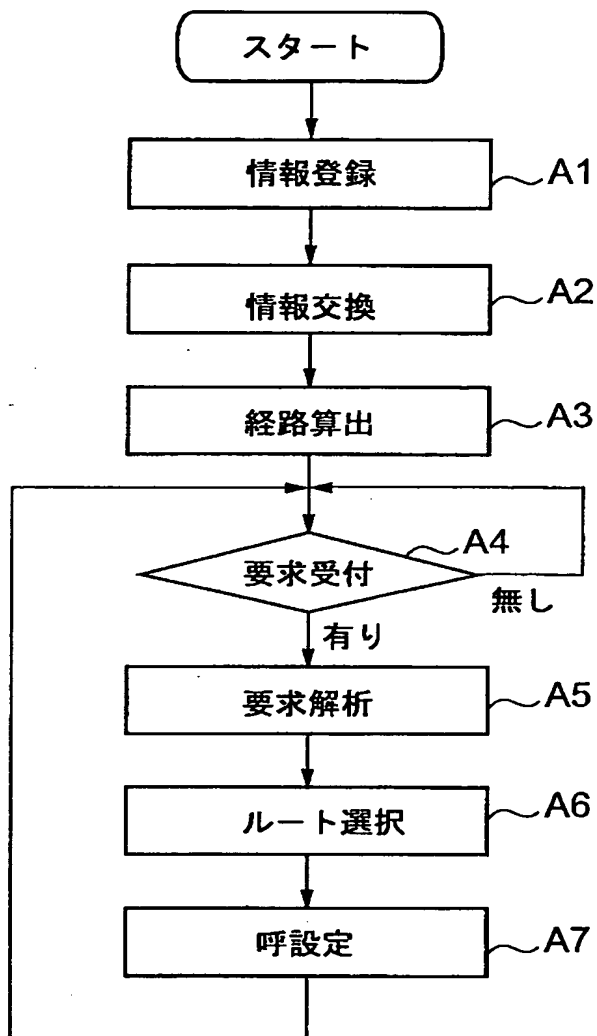 スタート
情報登録
A1
情報交換
A2
経路算出
A3
要求受付
A4
無し
有り
要求解析
A5
ルート選択
A6
呼設定
A7